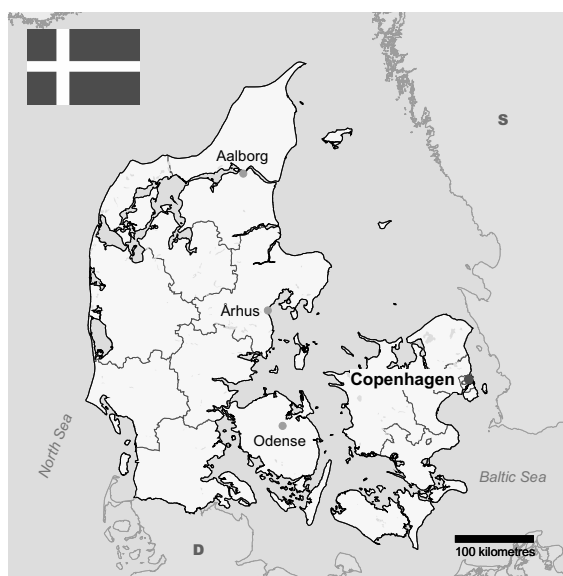 S
Aalborg
Århus
Copenhagen
Odense
North Sea
Baltic Sea
D
100 kilometres